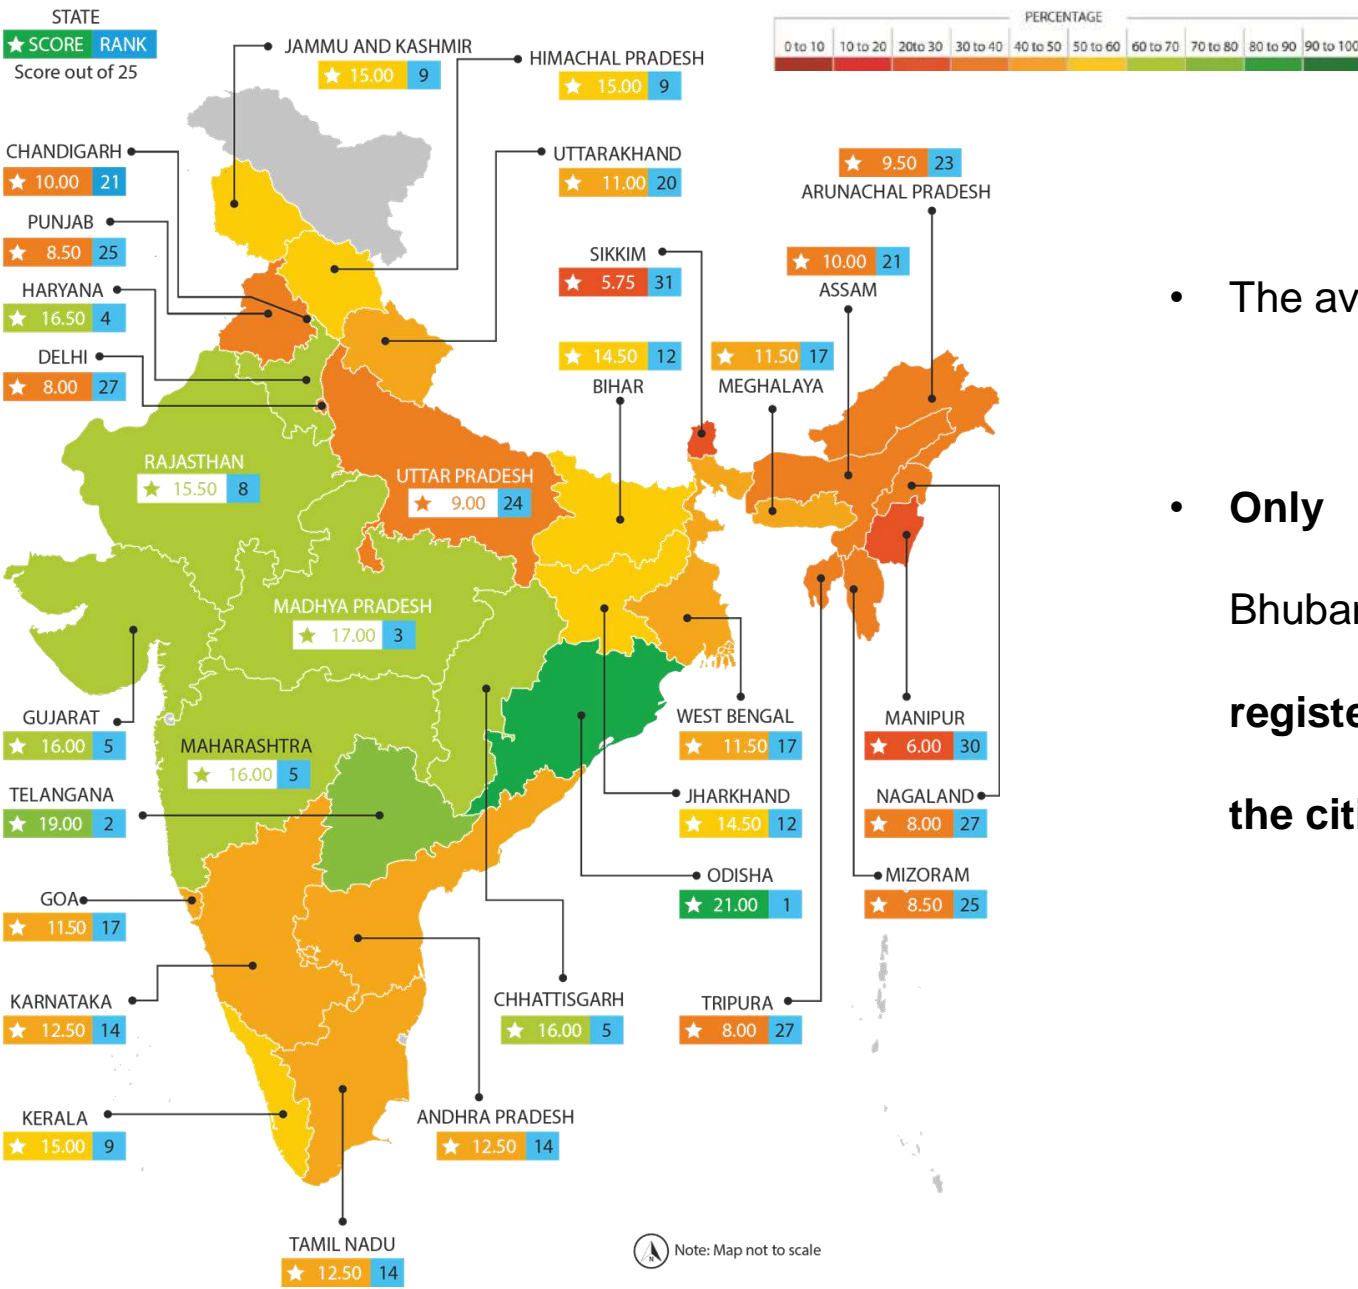 STATE
SCORE RANK
Score out of 25
PERCENTAGE
0 to 10 10 to 20 20to 30 30 to 40 40 to 50 50 to 60 60 to 70 70 to 80 80 to 90 90 to 100
JAMMU AND KASHMIR
15.00 9
HIMACHAL PRADESH
15.00 9
CHANDIGARH
10.00 21
UTTARAKHAND
11.00 20
9.50 23
ARUNACHAL PRADESH
PUNJAB
8.50 25
SIKKIM
5.75 31
10.00 21
ASSAM
HARYANA
16.50 4
DELHI
8.00 27
14.50 12
BIHAR
11.50 17
MEGHALAYA
RAJASTHAN
15.50 8
UTTAR PRADESH
9.00 24
MADHYA PRADESH
17.00 3
GUJARAT
16.00 5
MAHARASHTRA
16.00 5
WEST BENGAL
11.50 17
MANIPUR
6.00 30
TELANGANA
19.00 2
JHARKHAND
14.50 12
NAGALAND
8.00 27
GOA
11.50 17
ODISHA
21.00 1
MIZORAM
8.50 25
KARNATAKA
12.50 14
CHHATTISGARH
16.00 5
TRIPURA
8.00 27
KERALA
15.00 9
ANDHRA PRADESH
12.50 14
TAMIL NADU
12.50 14
N
Note: Map not to scale
• The av
• Only
Bhubar
registe
the citi